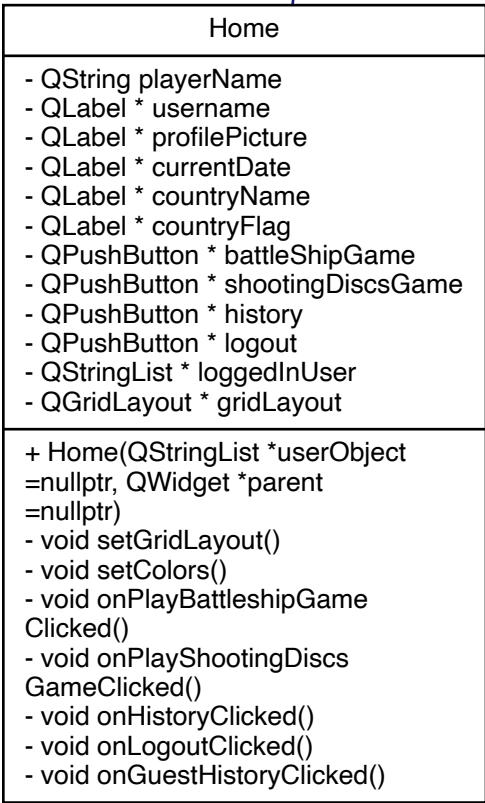 Home
- QString playerName
- QLabel * username
- QLabel * profilePicture
- QLabel * currentDate
- QLabel * countryName
- QLabel * countryFlag
- QPushButton * battleShipGame
- QPushButton * shootingDiscsGame
- QPushButton * history
- QPushButton * logout
- QStringList * loggedInUser
- QGridLayout * gridLayout
+ Home(QStringList *userObject
=nullptr, QWidget *parent
=nullptr)
- void setGridLayout()
- void setColors()
- void onPlayBattleshipGame
Clicked()
- void onPlayShootingDiscs
GameClicked()
- void onHistoryClicked()
- void onLogoutClicked()
- void onGuestHistoryClicked()